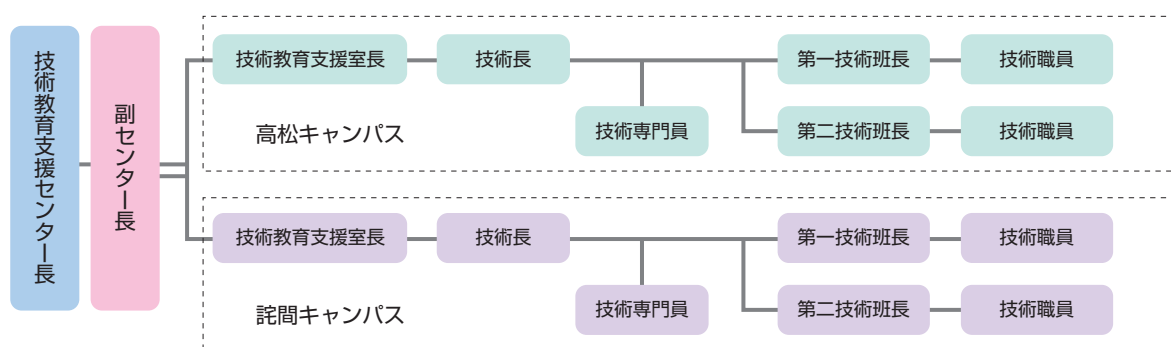 技術教育支援センター長
副センター長
技術教育支援室長
技術長
技術専門員
第一技術班長
技術職員
第二技術班長
技術職員
高松キャンパス
技術教育支援室長
技術長
技術専門員
第一技術班長
技術職員
第二技術班長
技術職員
詫間キャンパス